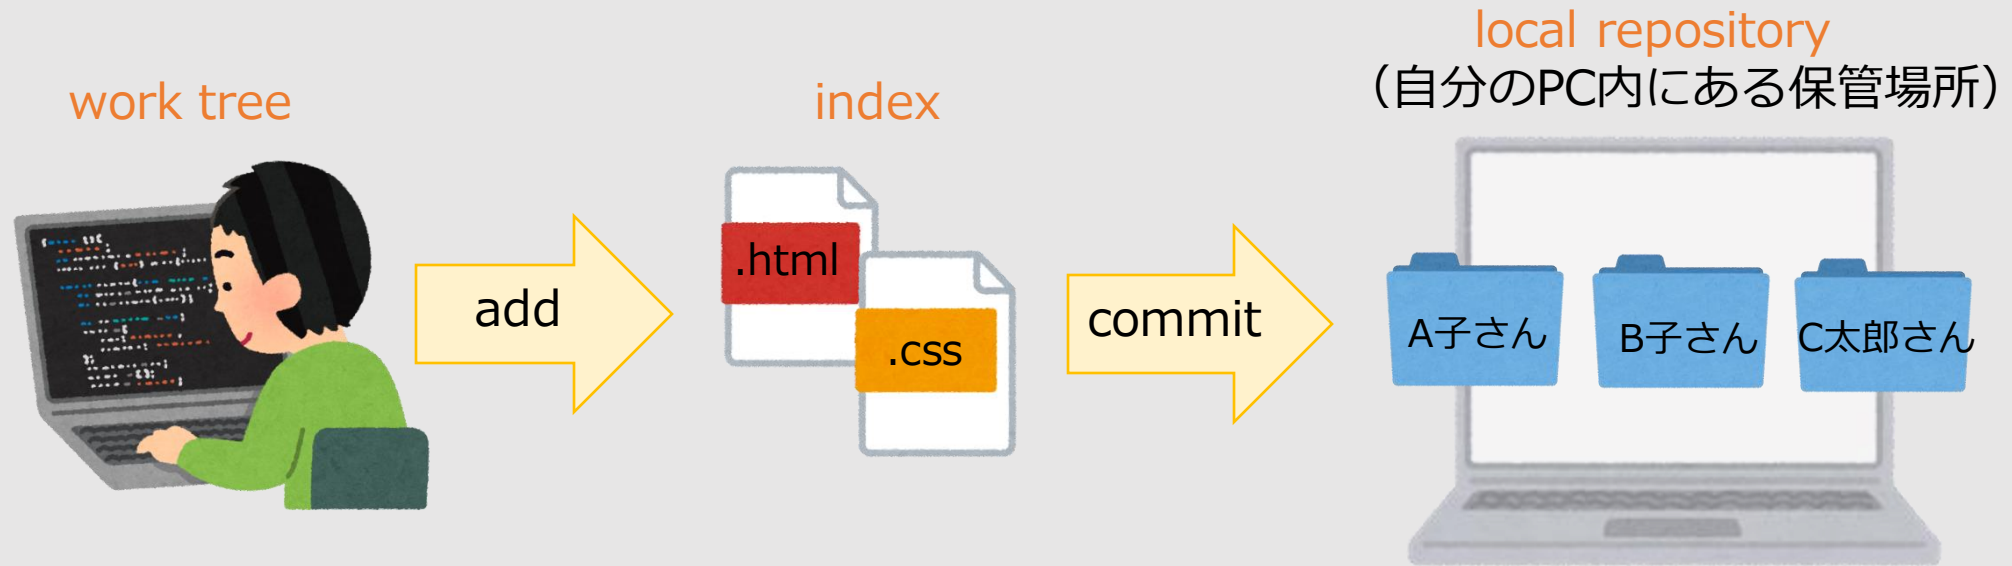 work tree
add
index
.html
.css
commit
local repository
（自分のPC内にある保管場所）
A子さん
B子さん
C太郎さん